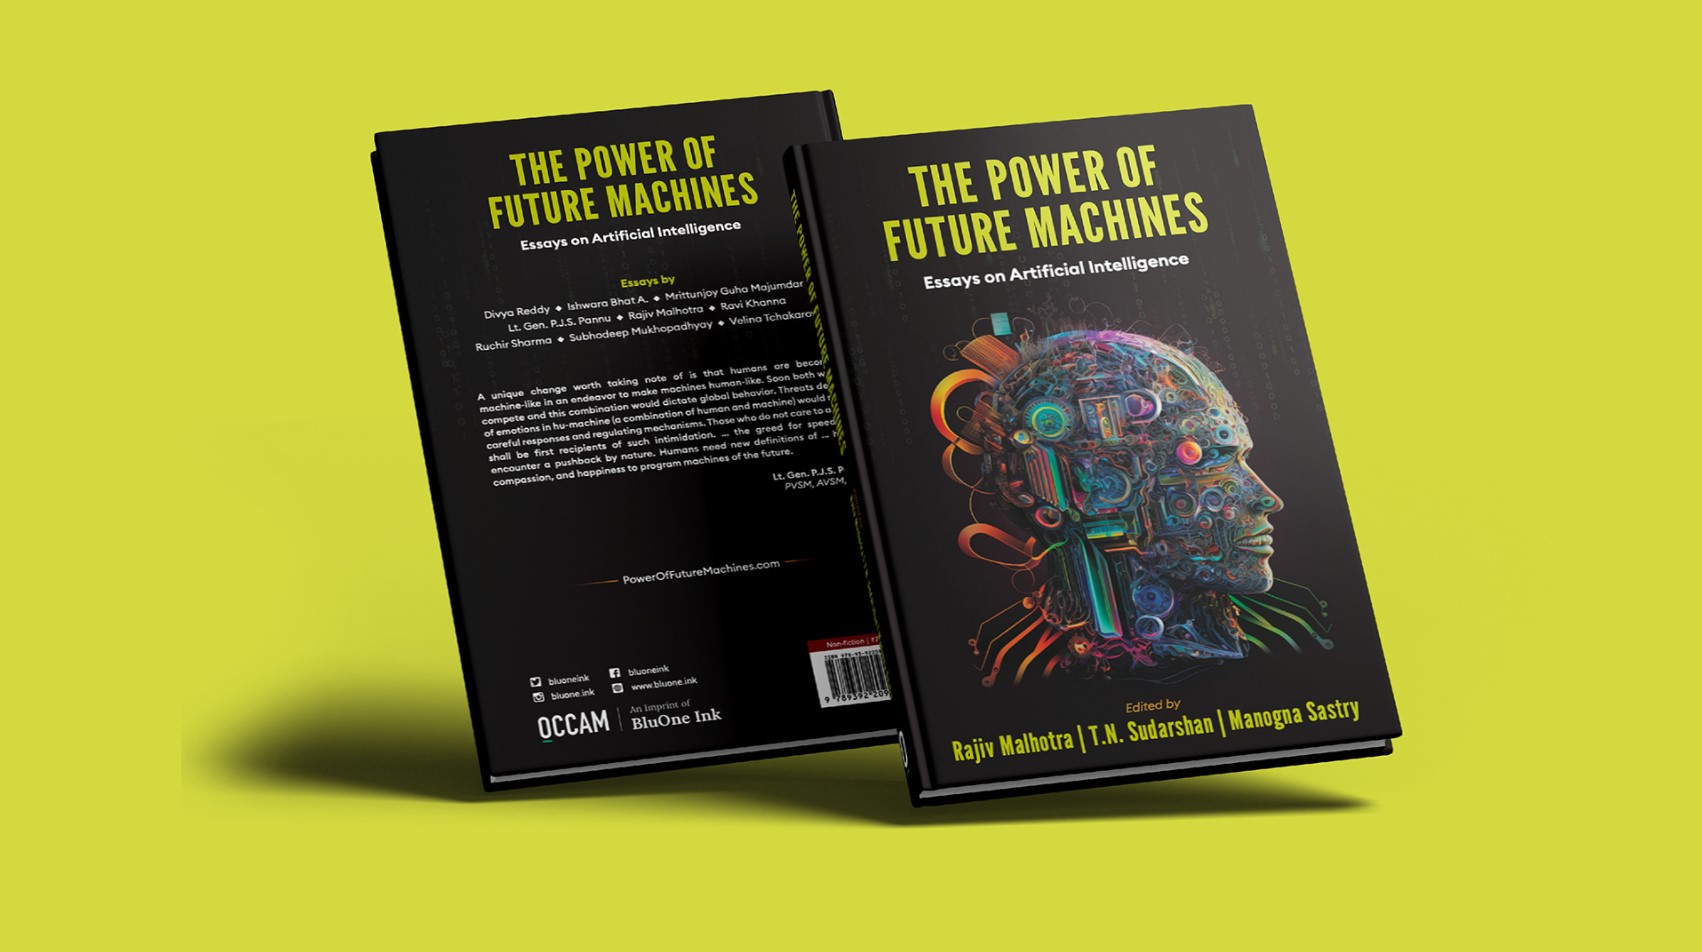 THE POWER OF
FUTURE MACHINES
Essays on Artificial Intelligence
Essays by
Divya Reddy ◆ Ishwara Bhat A. ◆ Mrittunjoy Guha Majumdar
Lt. Gen. P.J.S. Pannu ◆ Rajiv Malhotra ◆ Ravi Khanna
Ruchir Sharma ◆ Subhodeep Mukhopadhyay ◆ Velina
A unique change worth taking note of is that humans are
machine-like in an endeavor to make machines human-like. Soon both
compete and this combination would dictate global behavior. Threats
of emotions in hu-machine (a combination of human and machine) would
careful responses and regulating mechanisms. Those who do not care to
shall be first recipients of such intimidation. ... the greed for speed
encounter a pushback by nature. Humans need new definitions of ...
compassion, and happiness to program machines of the future.
Lt. Gen. P.J.S.
PVSM, AVSM,
PowerOfFutureMachines.com
Non-fiction |
bluoneink bluoneink
bluone.ink www.bluone.ink
OCCAM
An Imprint of
BluOne Ink
THE POWER OF FUTURE MACHINES
THE POWER OF
FUTURE MACHINES
Essays on Artificial Intelligence
Edited by
Rajiv Malhotra | T.N. Sudarshan | Manogna Sastry